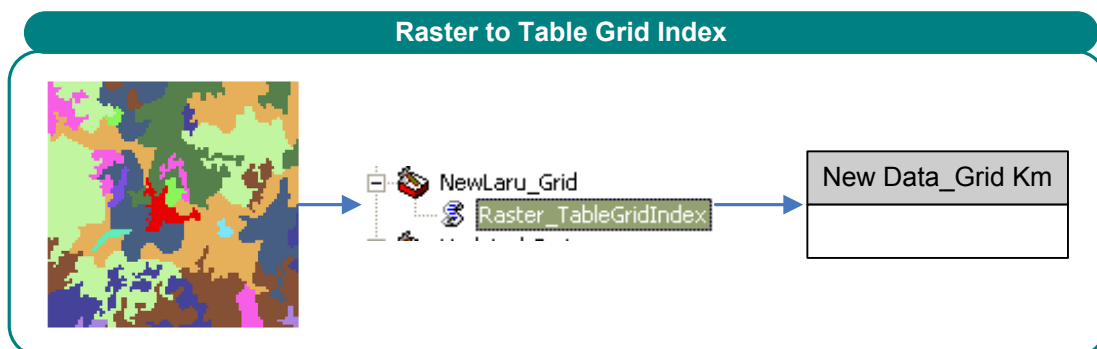 Raster to Table Grid Index
NewLaru_Grid
Raster_TableGridIndex
New Data_Grid Km